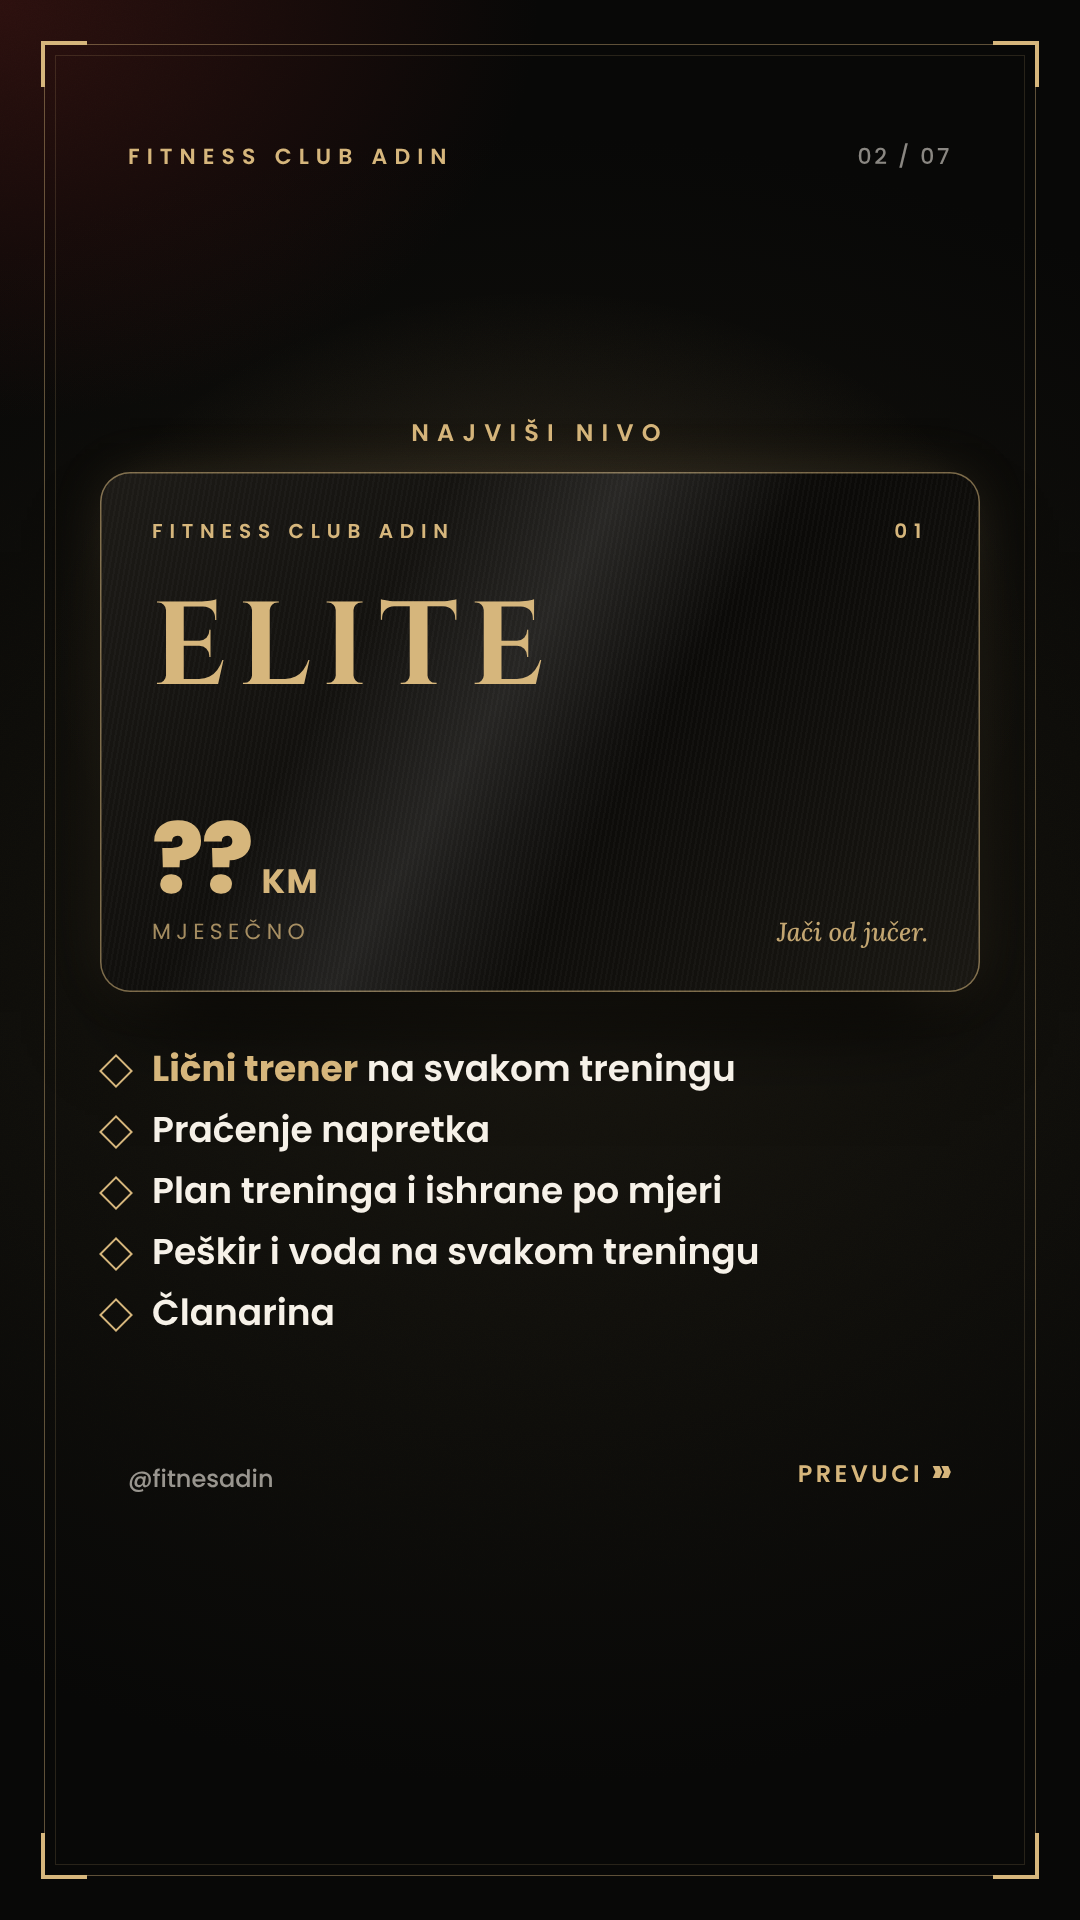 FITNESS CLUB ADIN
02 / 07
NAJVIŠI NIVO
FITNESS CLUB ADIN
01
ELITE
?? KM
MJESEČNO
Jači od jučer.
Lični trener na svakom treningu
Praćenje napretka
Plan treninga i ishrane po mjeri
Peškir i voda na svakom treningu
Članarina
@fitnesadin
PREVUCI »